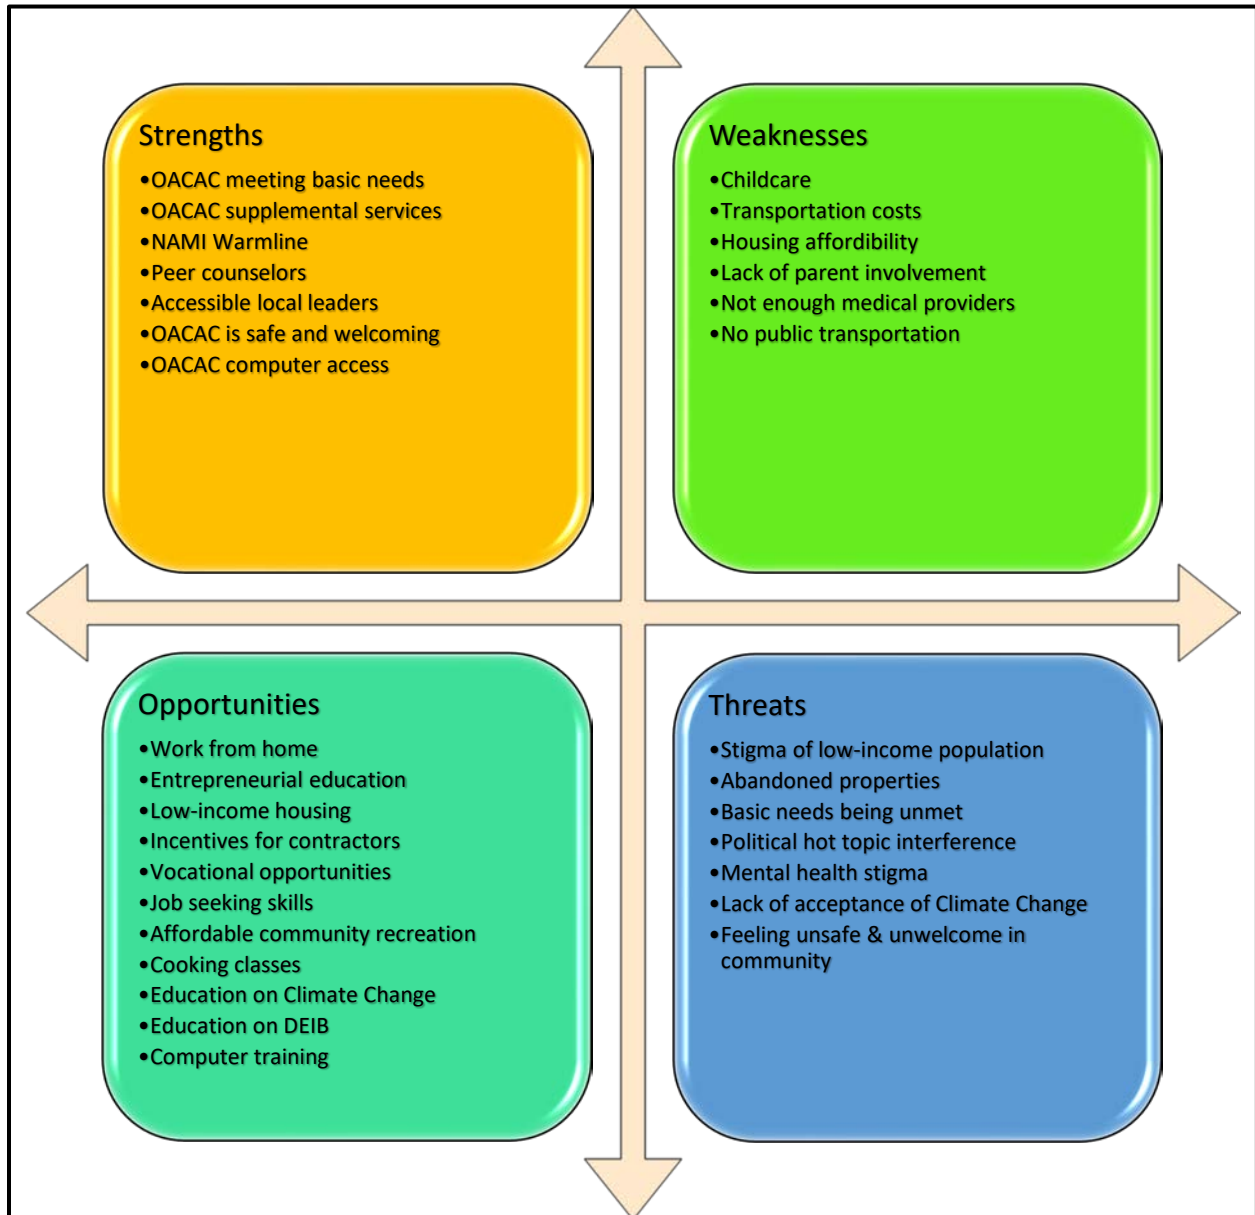 Strengths
•OACAC meeting basic needs
•OACAC supplemental services
•NAMI Warmline
•Peer counselors
•Accessible local leaders
•OACAC is safe and welcoming
•OACAC computer access
Weaknesses
•Childcare
•Transportation costs
•Housing affordibility
•Lack of parent involvement
•Not enough medical providers
•No public transportation
Opportunities
•Work from home
•Entrepreneurial education
•Low-income housing
•Incentives for contractors
•Vocational opportunities
•Job seeking skills
•Affordable community recreation
•Cooking classes
•Education on Climate Change
•Education on DEIB
•Computer training
Threats
•Stigma of low-income population
•Abandoned properties
•Basic needs being unmet
•Political hot topic interference
•Mental health stigma
•Lack of acceptance of Climate Change
•Feeling unsafe & unwelcome in
community